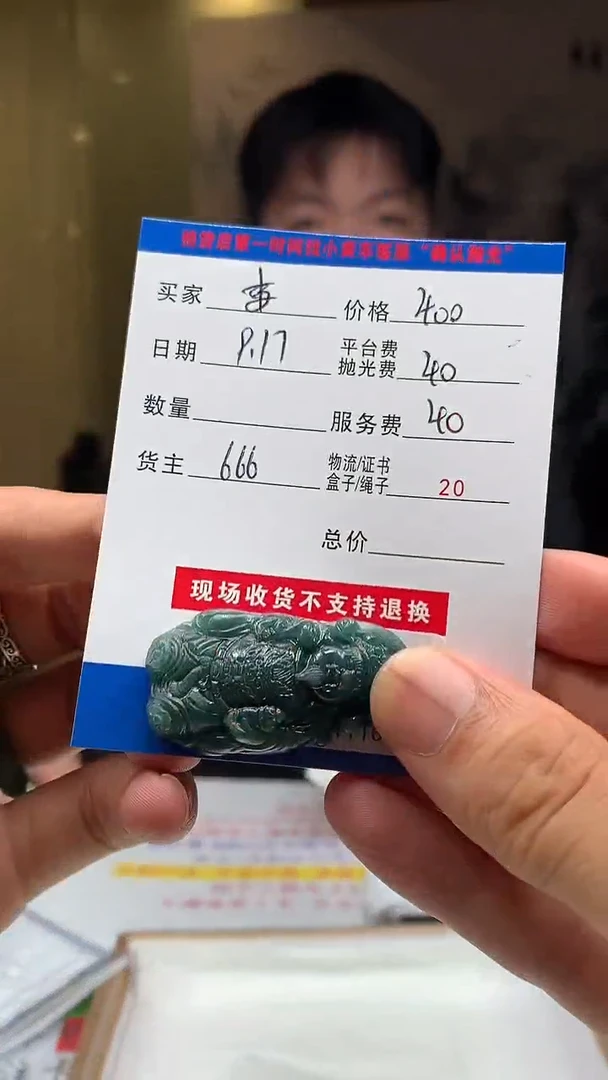 买家 价格 400
日期 9.17 平台费
抛光费 40
数量 服务费 40
货主 666 物流/证书
盒子/绳子 20
总价
现场收货不支持退换